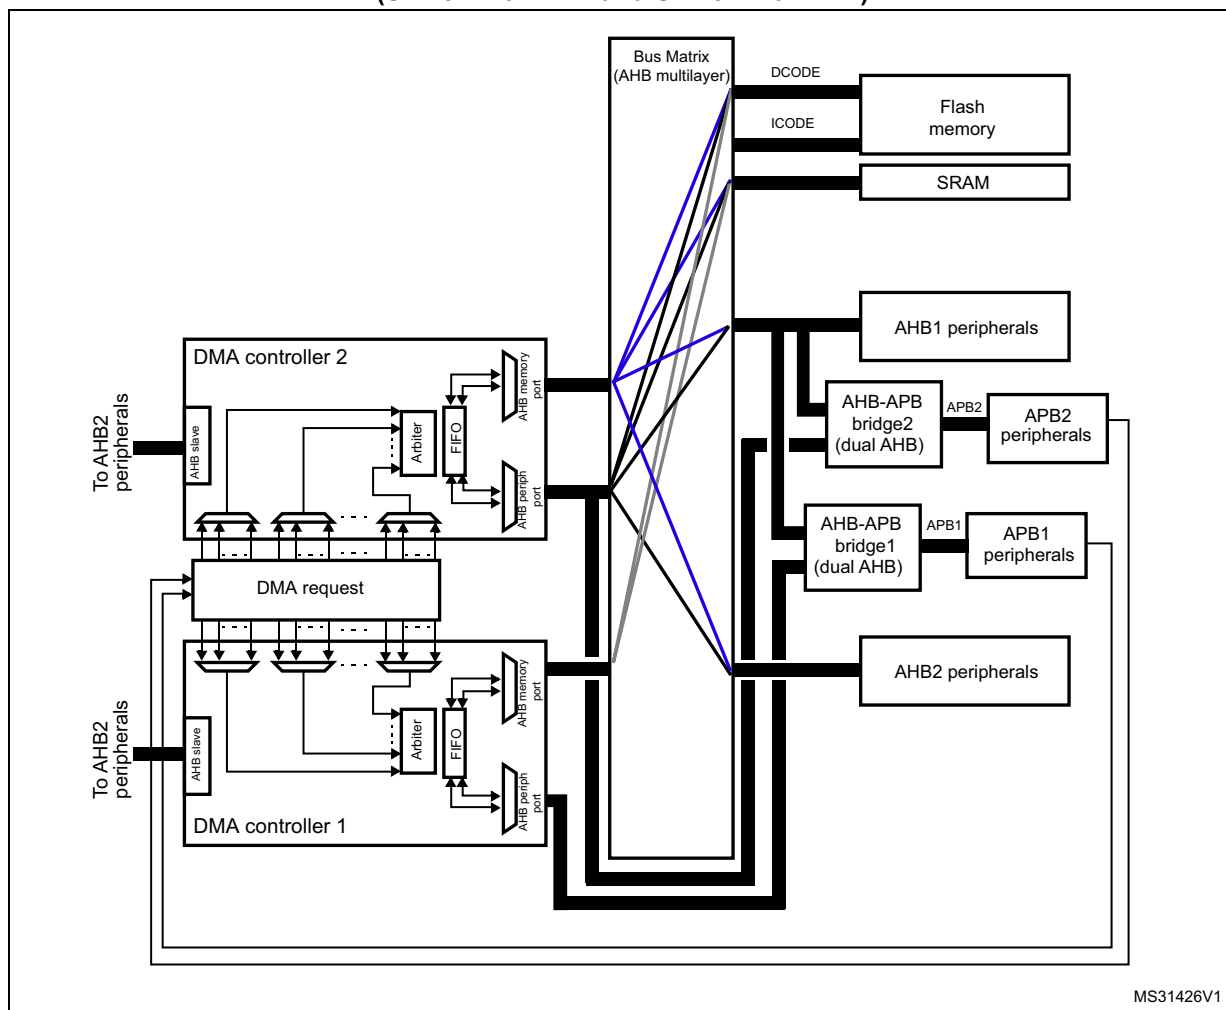 Bus Matrix
(AHB multilayer)
DCODE
ICODE
Flash
memory
SRAM
AHB1 peripherals
DMA controller 2
To AHB2
peripherals
AHB slave
Arbiter
FIFO
AHB memory
port
AHB periph
port
AHB-APB
bridge2
(dual AHB)
APB2
APB2
peripherals
AHB-APB
bridge1
(dual AHB)
APB1
APB1
peripherals
DMA request
AHB2 peripherals
To AHB2
peripherals
AHB slave
Arbiter
FIFO
AHB memory
port
AHB periph
port
DMA controller 1
MS31426V1